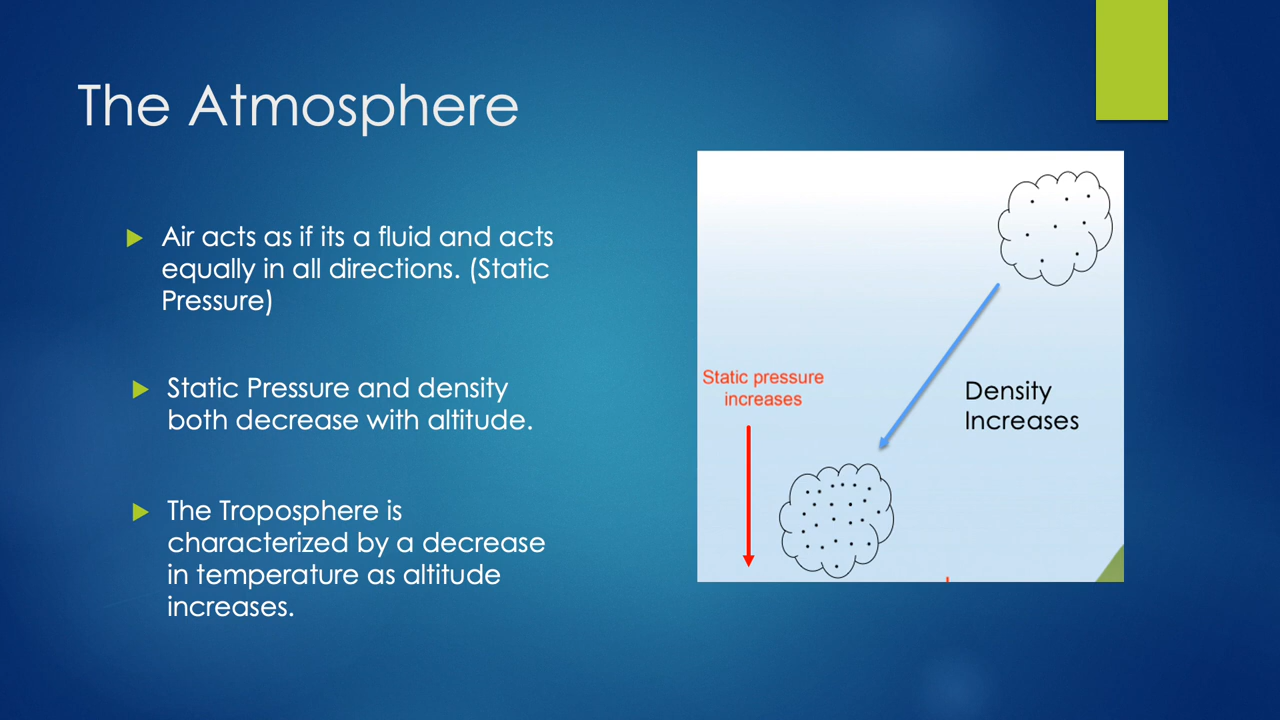 The Atmosphere
Air acts as if its a fluid and acts
equally in all directions. (Static
Pressure)
Static Pressure and density
both decrease with altitude.
The Troposphere is
characterized by a decrease
in temperature as altitude
increases.
Static pressure
increases
Density
Increases